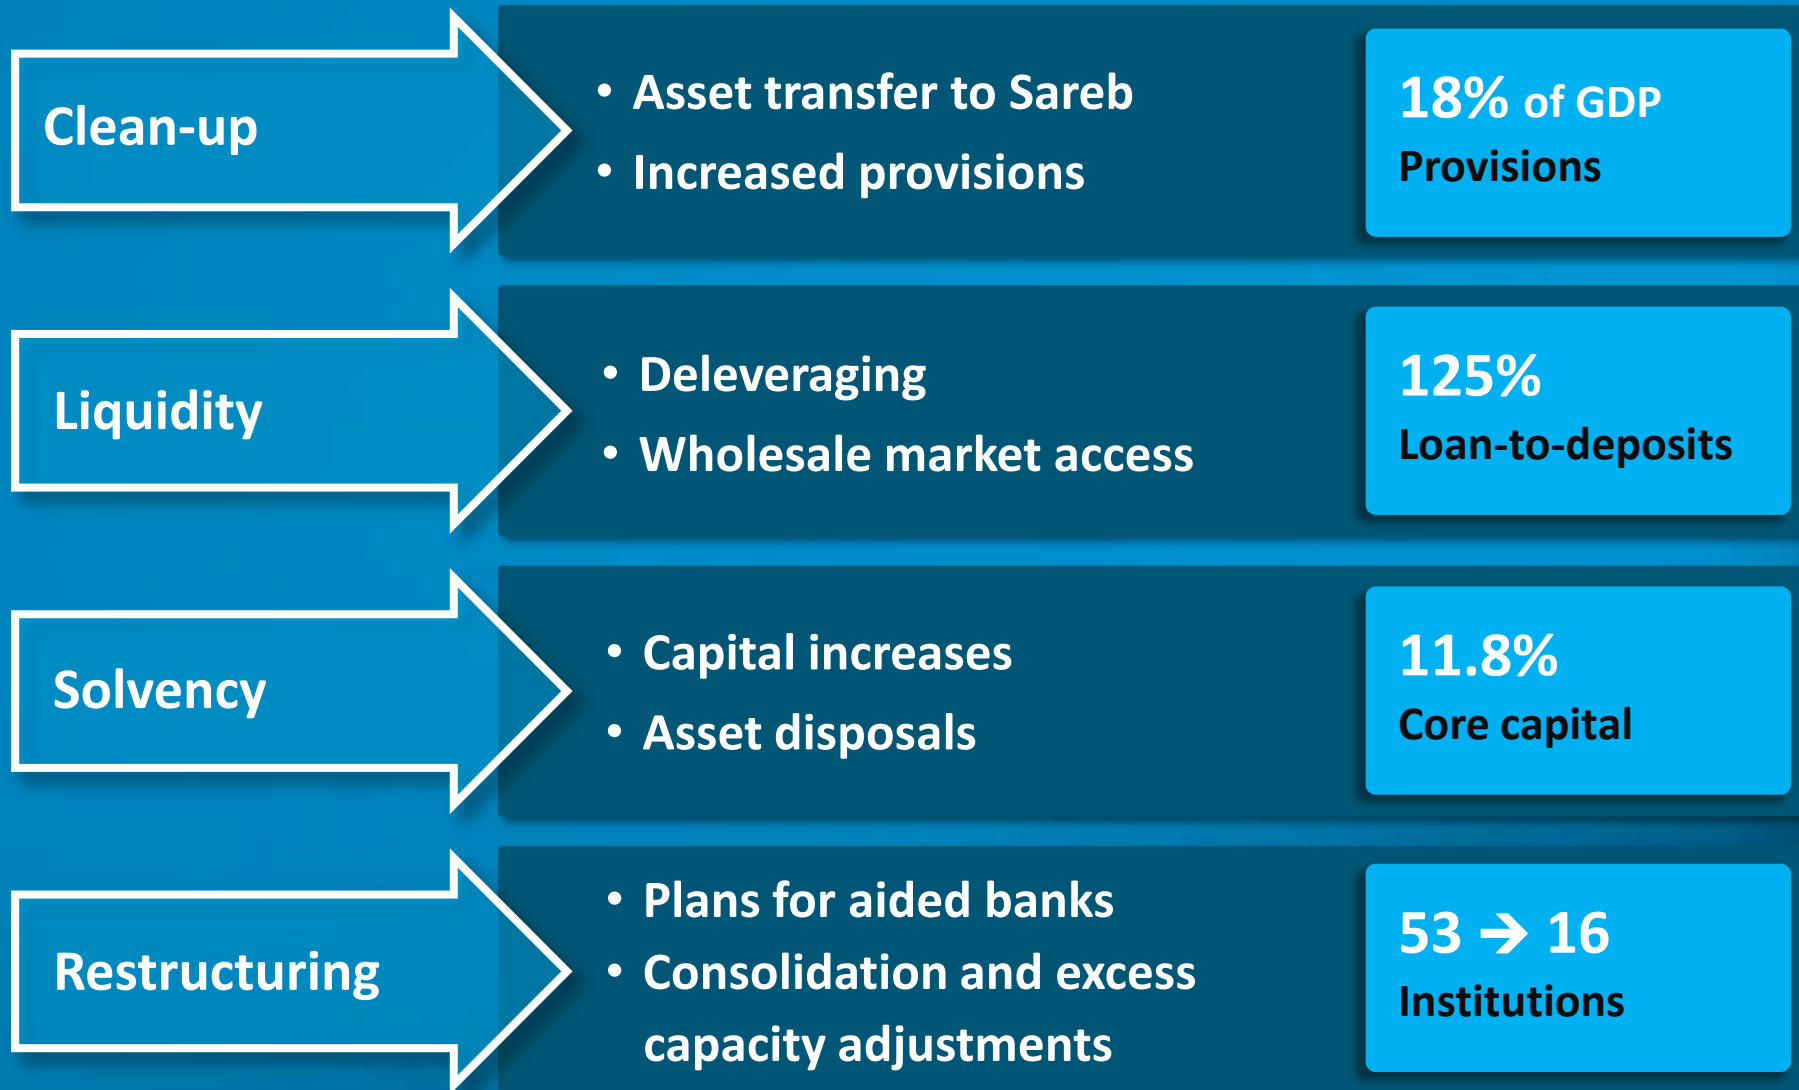 Clean-up
• Asset transfer to Sareb
• Increased provisions
18% of GDP
Provisions
Liquidity
• Deleveraging
• Wholesale market access
125%
Loan-to-deposits
Solvency
• Capital increases
• Asset disposals
11.8%
Core capital
Restructuring
• Plans for aided banks
• Consolidation and excess
capacity adjustments
53 ➔ 16
Institutions